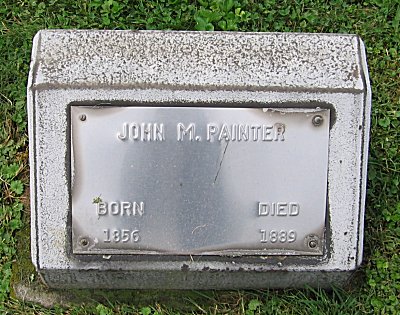 JOHN M. PAINTER
BORN DIED
1856 1889